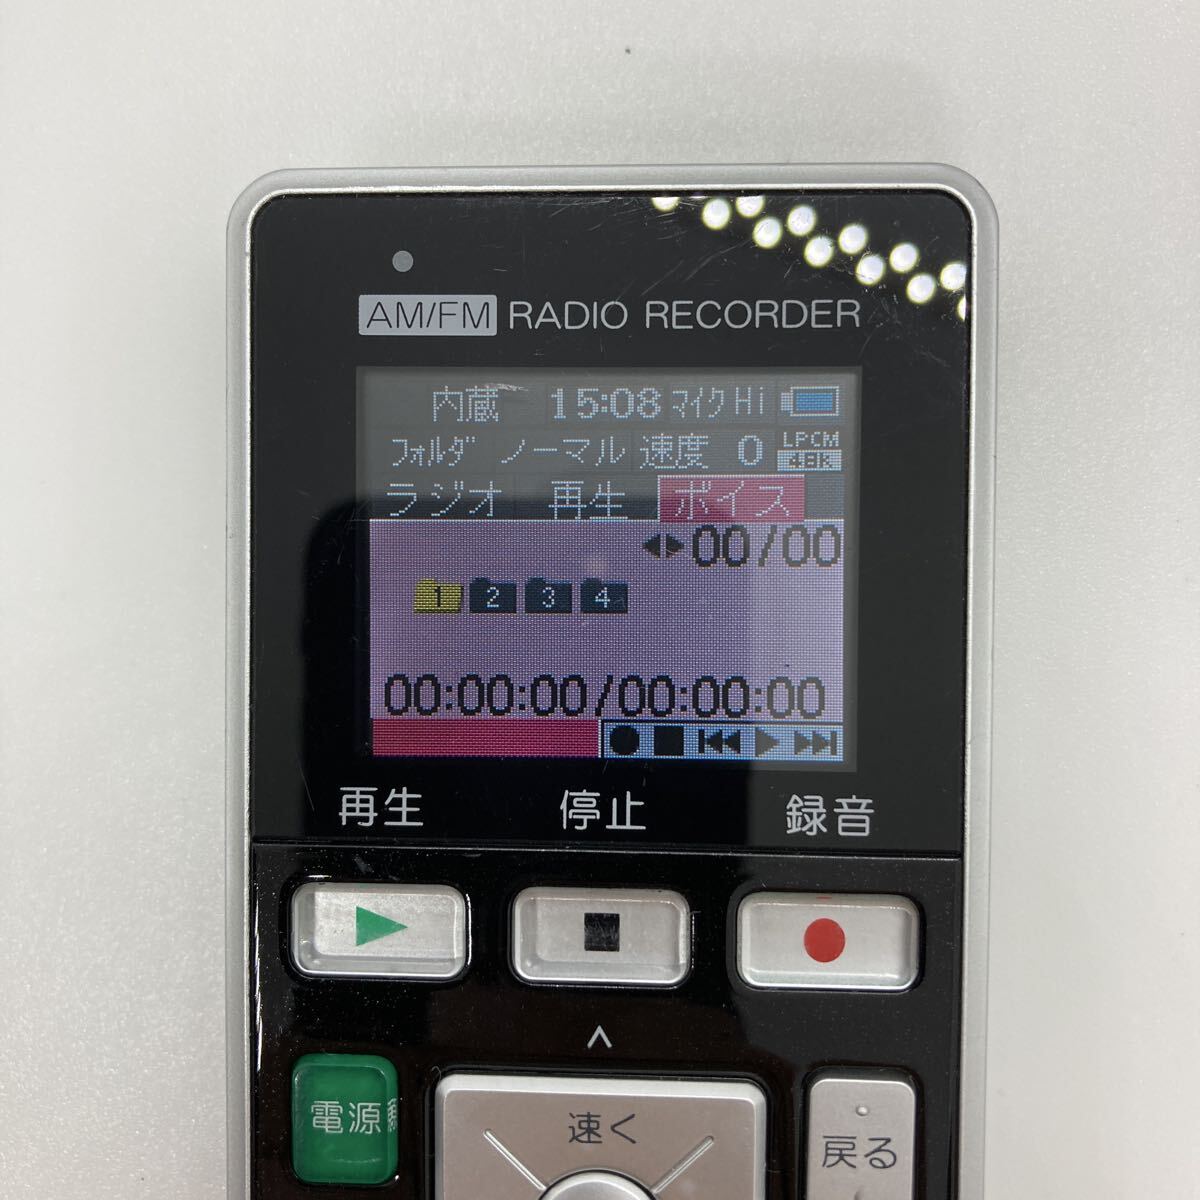 AM/FM RADIO RECORDER
内蔵 15:08 マイクHi
フォルダ ノーマル 速度 0 LPCM 48k
ラジオ 再生 ボイス
00/00
1 2 3 4
00:00:00/00:00:00
再生 停止 録音
電源
速く
戻る